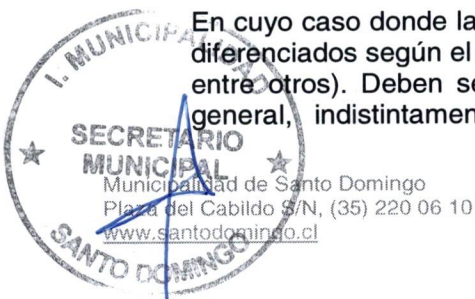 En cuyo caso donde la
diferenciados según el
entre otros). Deben se
general, indistintamen
I. MUNICIPALIDAD
SECRETARIO
MUNICIPAL
SANTO DOMINGO
Municipalidad de Santo Domingo
Plaza del Cabildo S/N, (35) 220 06 10
www.santodomingo.cl